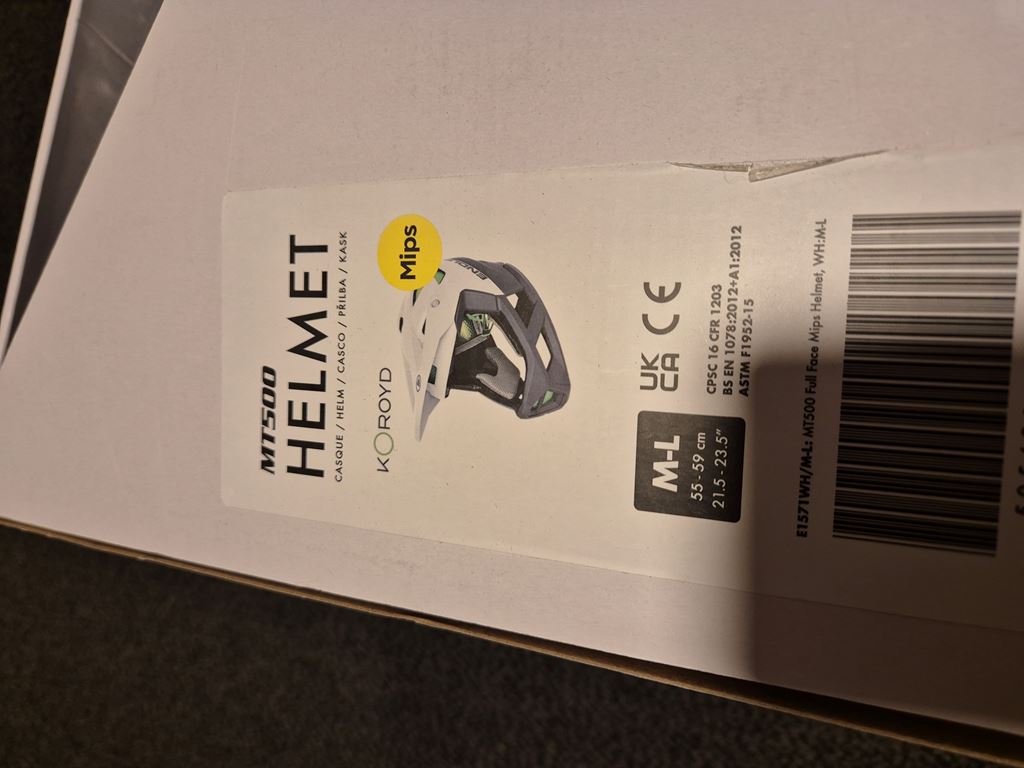 MT500
HELMET
CASQUE / HELM / CASCO / PŘILBA / KASK
KOROYD
Mips
M-L
55 - 59 cm
21.5 - 23.5"
UK
CA
CE
CPSC 16 CFR 1203
BS EN 1078:2012+A1:2012
ASTM F1952-15
E1571WH/M-L: MT500 Full Face Mips Helmet, WH:M-L